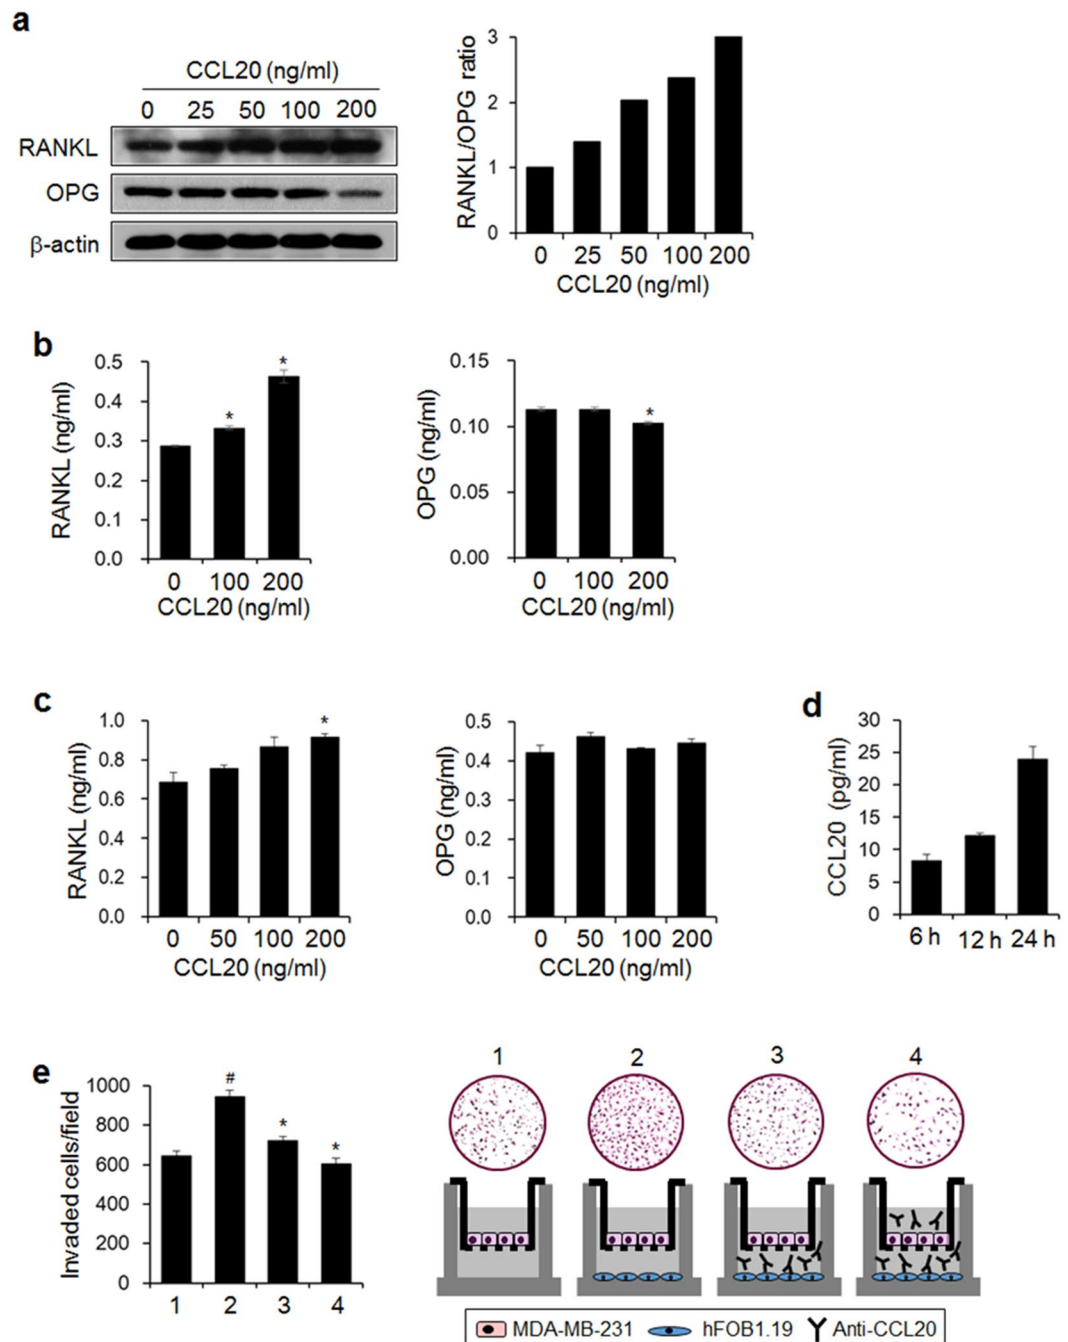 a
CCL20 (ng/ml)
0 25 50 100 200
RANKL
OPG
β-actin
RANKL/OPG ratio
3
2
1
0
0 25 50 100 200
CCL20 (ng/ml)
b
RANKL (ng/ml)
0.5
0.4
0.3
0.2
0.1
0.0
* *
0 100 200
CCL20 (ng/ml)
OPG (ng/ml)
0.15
0.10
0.05
0.00
*
0 100 200
CCL20 (ng/ml)
c
RANKL (ng/ml)
1.0
0.8
0.6
0.4
0.2
0.0
*
0 50 100 200
CCL20 (ng/ml)
OPG (ng/ml)
0.5
0.4
0.3
0.2
0.1
0.0
0 50 100 200
CCL20 (ng/ml)
d
CCL20 (pg/ml)
30
25
20
15
10
5
0
6 h 12 h 24 h
e
Invaded cells/field
1000
800
600
400
200
0
# * *
1 2 3 4
1 2 3 4
MDA-MB-231 hFOB1.19 Anti-CCL20